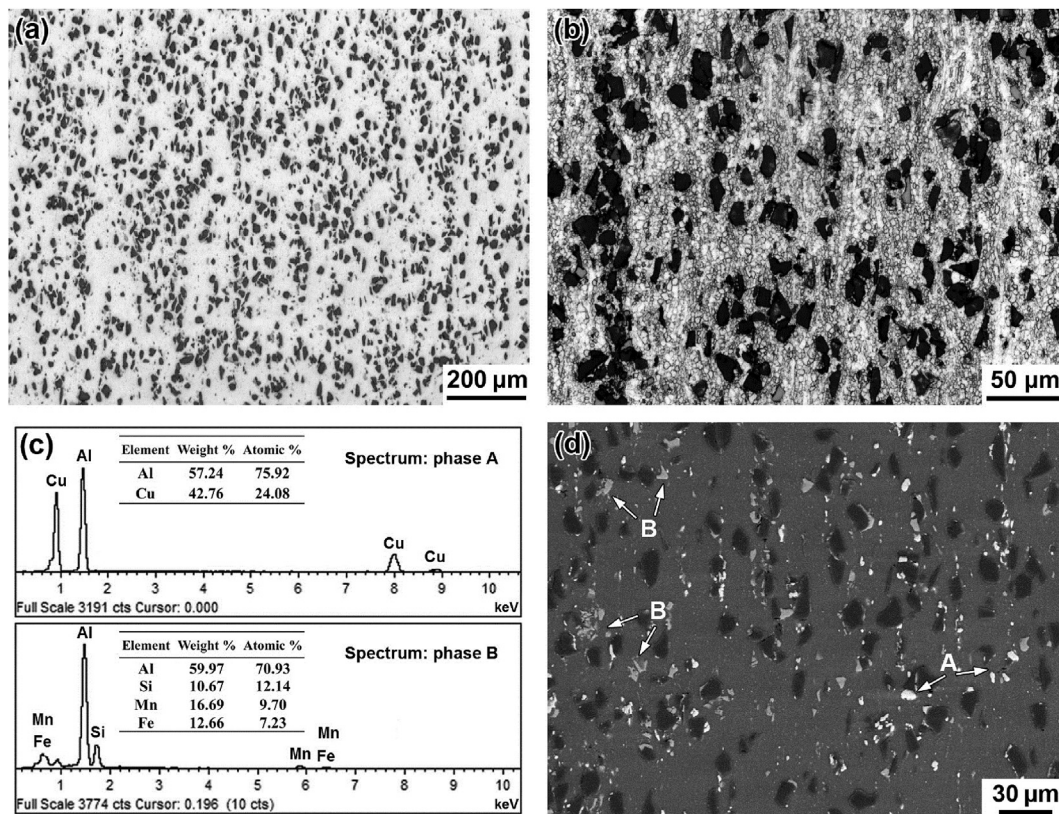 (a)
200 µm
(b)
50 µm
(c)
Spectrum: phase A
Element Weight % Atomic %
Al 57.24 75.92
Cu 42.76 24.08
Cu
Al
Cu
Cu
1 2 3 4 5 6 7 8 9 10
Full Scale 3191 cts Cursor: 0.000
keV
Spectrum: phase B
Element Weight % Atomic %
Al 59.97 70.93
Si 10.67 12.14
Mn 16.69 9.70
Fe 12.66 7.23
Al
Mn
Fe
Si
Mn
Mn
Fe
1 2 3 4 5 6 7 8 9 10
Full Scale 3774 cts Cursor: 0.196 (10 cts)
keV
(d)
B
B
A
30 µm